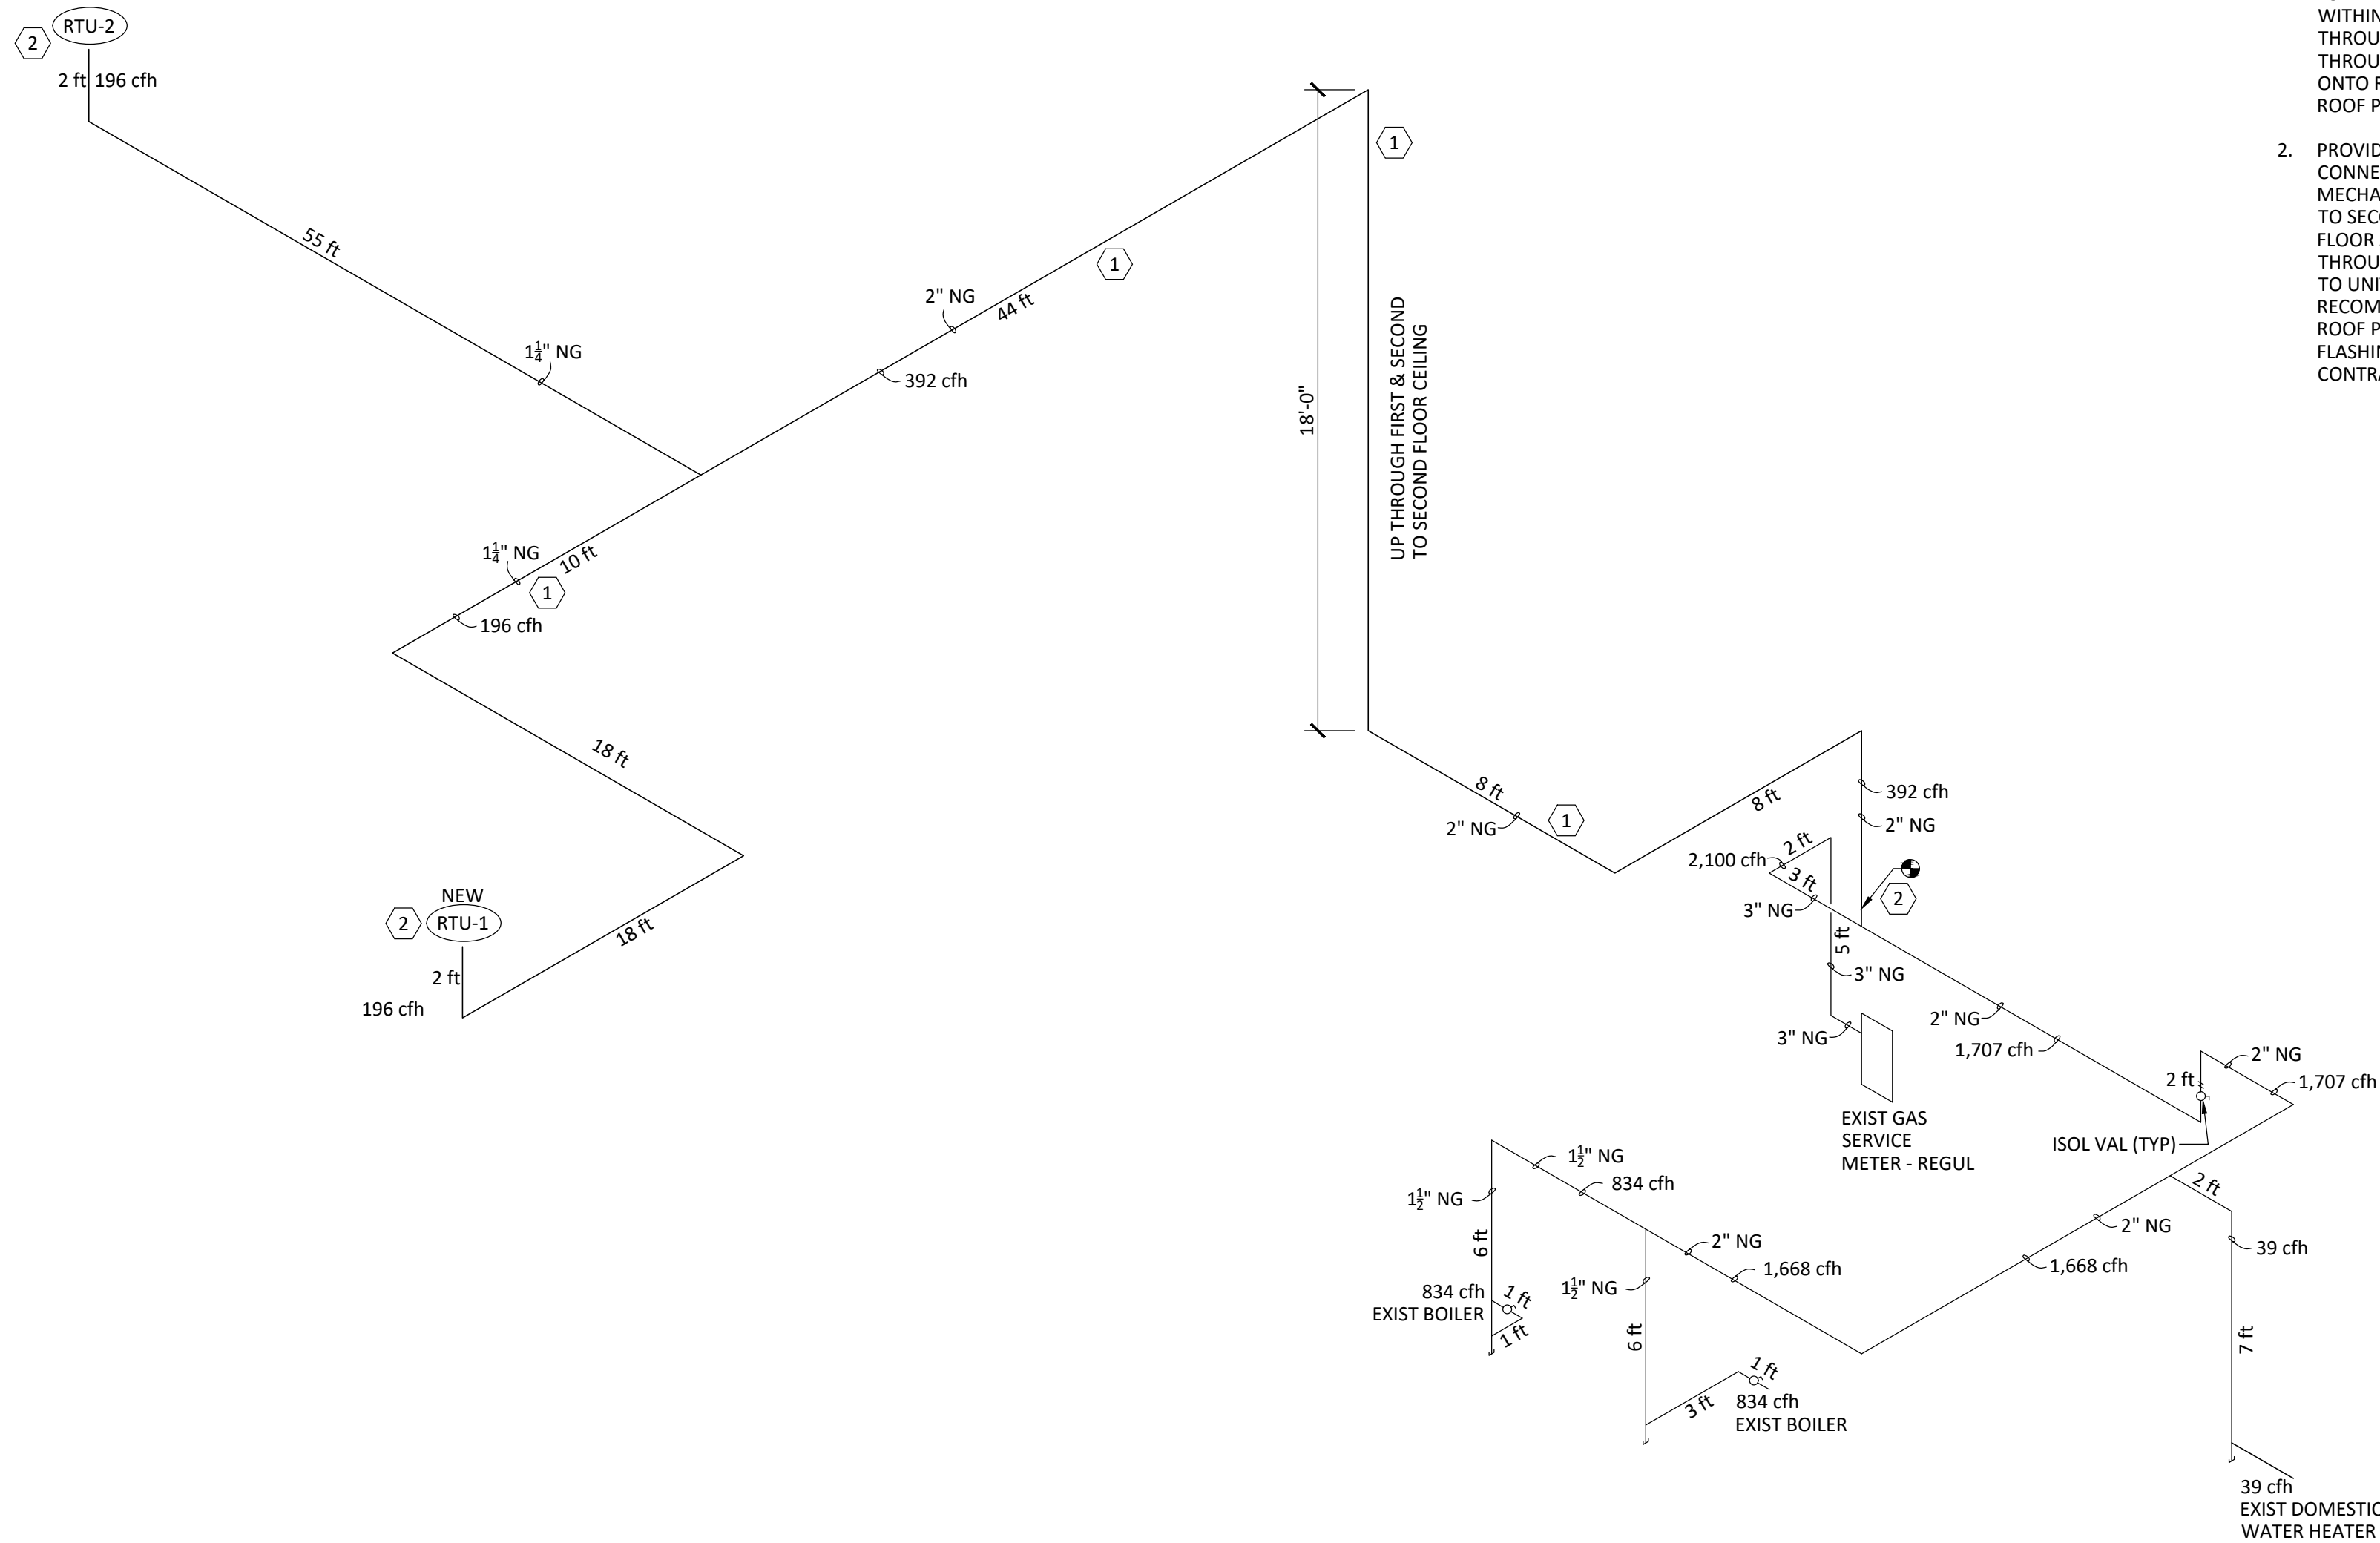 RTU-2
2
2 ft 196 cfh
55 ft
1¼" NG
2" NG
44 ft
1
392 cfh
1
18'-0"
UP THROUGH FIRST & SECOND
TO SECOND FLOOR CEILING
1¼" NG
10 ft
1
196 cfh
18 ft
18 ft
NEW
2
RTU-1
2 ft
196 cfh
8 ft
2" NG
1
8 ft
392 cfh
2" NG
2,100 cfh
2 ft
3 ft
3" NG
2
5 ft
3" NG
3" NG
2" NG
1,707 cfh
2 ft
2" NG
1,707 cfh
ISOL VAL (TYP)
EXIST GAS
SERVICE
METER - REGUL
1½" NG
834 cfh
1½" NG
6 ft
834 cfh
EXIST BOILER
1 ft
1 ft
2" NG
1,668 cfh
1½" NG
6 ft
3 ft
1 ft
834 cfh
EXIST BOILER
2" NG
1,668 cfh
2 ft
39 cfh
7 ft
39 cfh
EXIST DOMESTIC
WATER HEATER
WITHIN
THROU
THROU
ONTO
ROOF P
2. PROVID
CONNE
MECHA
TO SEC
FLOOR
THROU
TO UNI
RECOM
ROOF P
FLASHIN
CONTRA